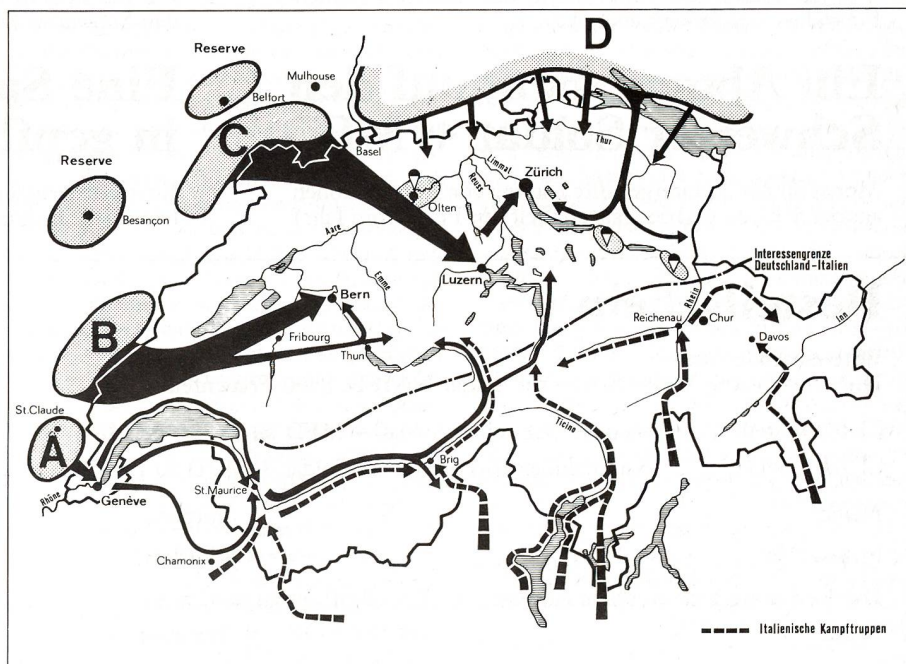 D
Reserve
Mulhouse
Belfort
C
Basel
Thur
Limmat
Reserve
Zürich
Reuss
Besançon
Olten
Aare
Interessengrenze
Deutschland-Italien
Luzern
Emme
Bern
Rhein
Inn
B
Reichenau
Chur
Fribourg
Davos
Thun
St.Claude
A
Ticino
Brig
Rhône
Genéve
St.Maurice
Chamonix
Italienische Kampftruppen